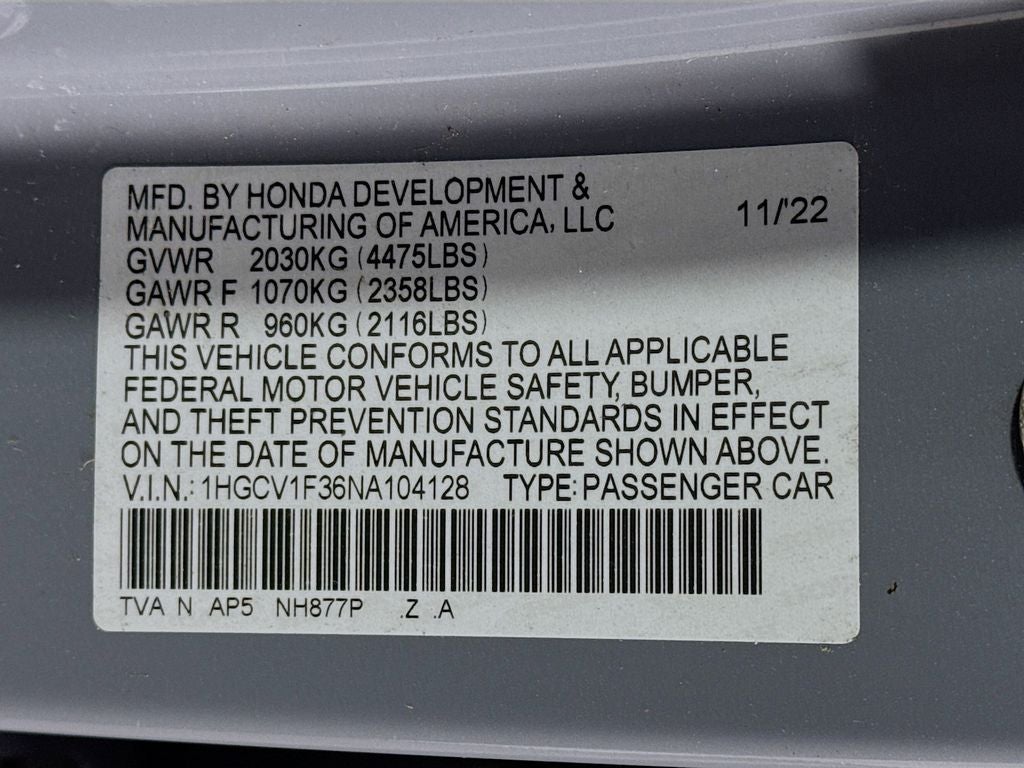 MFD. BY HONDA DEVELOPMENT &
MANUFACTURING OF AMERICA, LLC 11/'22
GVWR 2030KG (4475LBS)
GAWR F 1070KG (2358LBS)
GAWR R 960KG (2116LBS)
THIS VEHICLE CONFORMS TO ALL APPLICABLE
FEDERAL MOTOR VEHICLE SAFETY, BUMPER,
AND THEFT PREVENTION STANDARDS IN EFFECT
ON THE DATE OF MANUFACTURE SHOWN ABOVE.
V.I.N.: 1HGCV1F36NA104128 TYPE: PASSENGER CAR
TVA N AP5 NH877P .Z .A